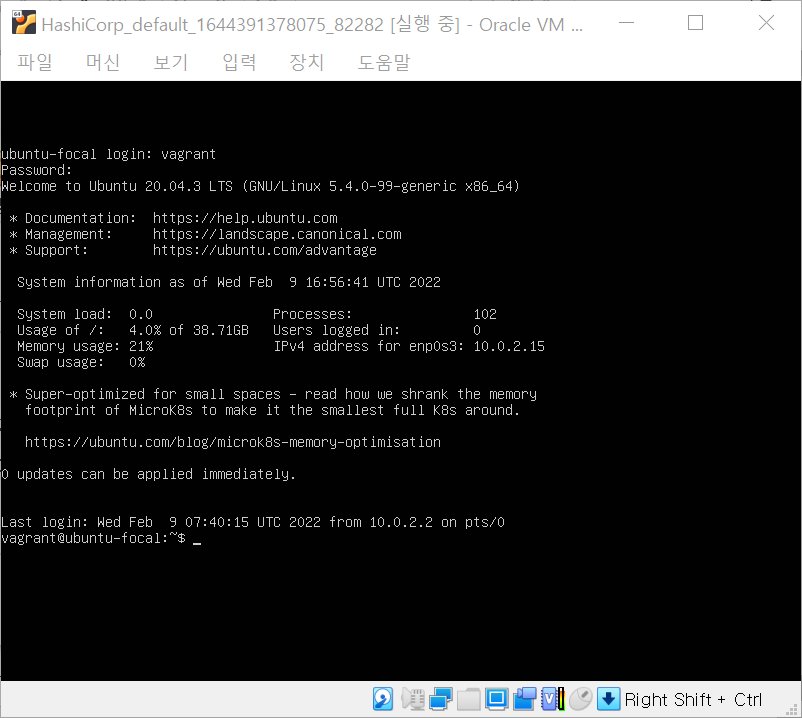 HashiCorp_default_1644391378075_82282 [실행 중] - Oracle VM ...
파일 머신 보기 입력 장치 도움말
ubuntu-focal login: vagrant
Password:
Welcome to Ubuntu 20.04.3 LTS (GNU/Linux 5.4.0-99-generic x86_64)
* Documentation: https://help.ubuntu.com
* Management: https://landscape.canonical.com
* Support: https://ubuntu.com/advantage
System information as of Wed Feb 9 16:56:41 UTC 2022
System load: 0.0 Processes: 102
Usage of /: 4.0% of 38.71GB Users logged in: 0
Memory usage: 21% IPv4 address for enp0s3: 10.0.2.15
Swap usage: 0%
* Super-optimized for small spaces - read how we shrank the memory
footprint of MicroK8s to make it the smallest full K8s around.
https://ubuntu.com/blog/microk8s-memory-optimisation
0 updates can be applied immediately.
Last login: Wed Feb 9 07:40:15 UTC 2022 from 10.0.2.2 on pts/0
vagrant@ubuntu-focal:~$ _
Right Shift + Ctrl